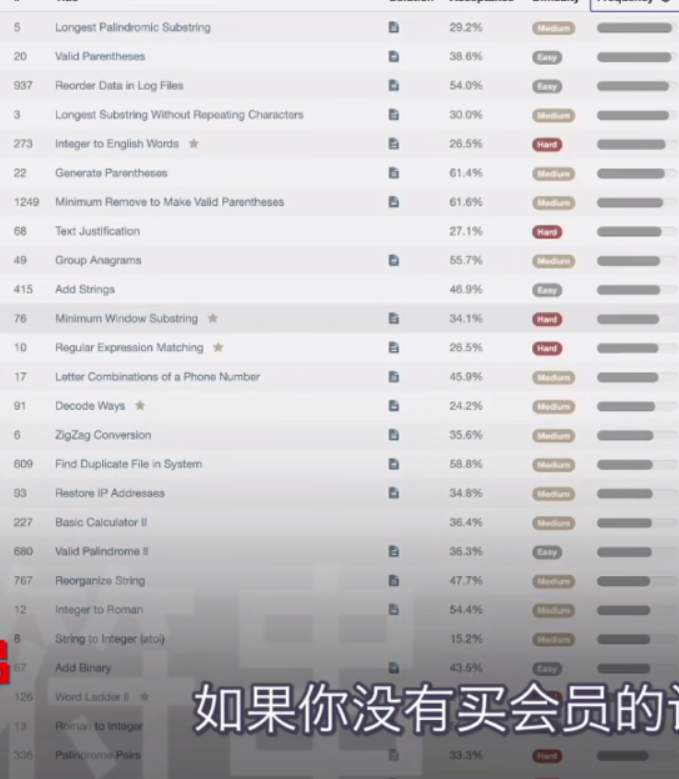 5 Longest Palindromic Substring 29.2% Medium
20 Valid Parentheses 38.6% Easy
937 Reorder Data in Log Files 54.0% Easy
3 Longest Substring Without Repeating Characters 30.0% Medium
273 Integer to English Words 26.5% Hard
22 Generate Parentheses 61.4% Medium
1249 Minimum Remove to Make Valid Parentheses 61.6% Medium
68 Text Justification 27.1% Hard
49 Group Anagrams 55.7% Medium
415 Add Strings 46.9% Easy
76 Minimum Window Substring 34.1% Hard
10 Regular Expression Matching 26.5% Hard
17 Letter Combinations of a Phone Number 45.9% Medium
91 Decode Ways 24.2% Medium
6 ZigZag Conversion 35.6% Medium
609 Find Duplicate File in System 58.8% Medium
93 Restore IP Addresses 34.8% Medium
227 Basic Calculator II 36.4% Medium
680 Valid Palindrome II 36.3% Easy
767 Reorganize String 47.7% Medium
12 Integer to Roman 54.4% Medium
8 String to Integer (atoi) 15.2% Medium
67 Add Binary 43.5% Easy
126 Word Ladder II
如果你没有买会员的
13 Roman to Integer
336 Palindrome Pairs 33.3% Hard